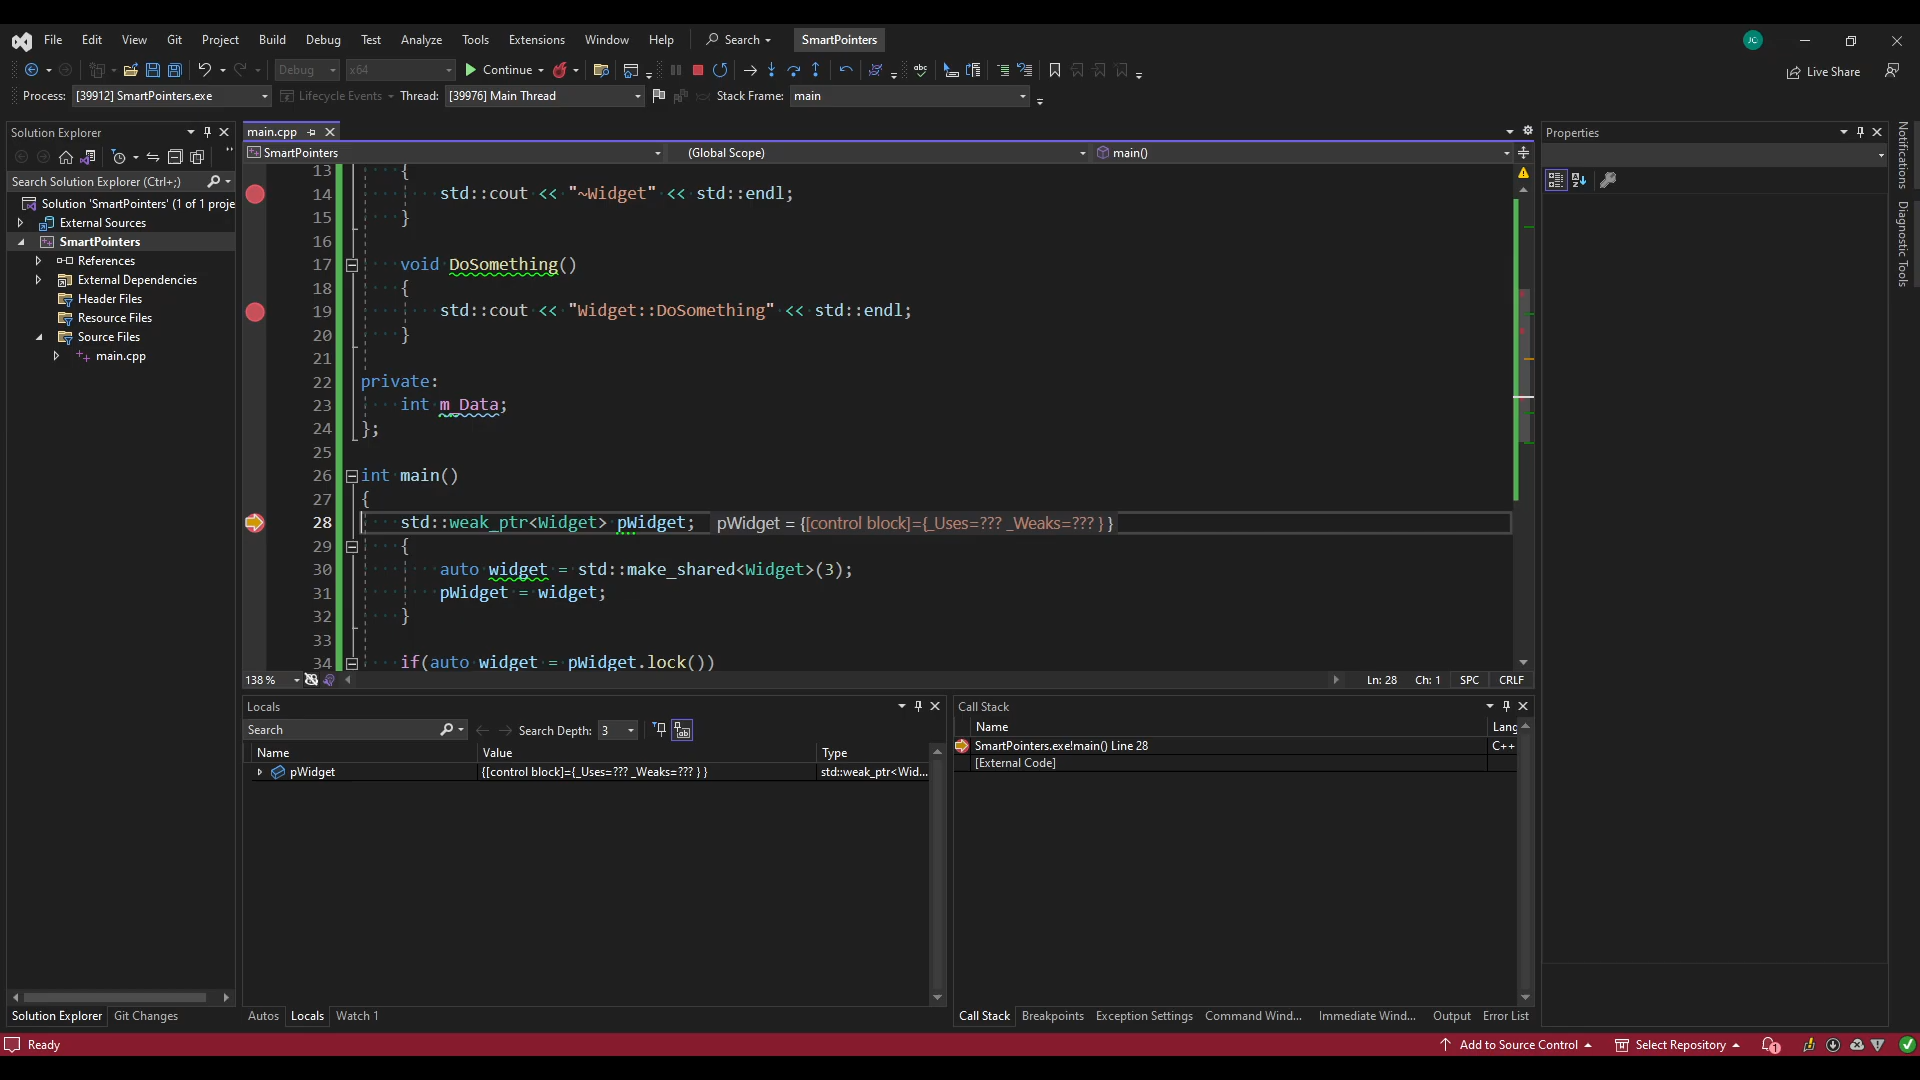 File Edit View Git Project Build Debug Test Analyze Tools Extensions Window Help Search SmartPointers JC
Debug x64 Continue Live Share
Process: [39912] SmartPointers.exe Lifecycle Events Thread: [39976] Main Thread Stack Frame: main
Solution Explorer
Search Solution Explorer (Ctrl+;)
Solution 'SmartPointers' (1 of 1 proje
External Sources
SmartPointers
References
External Dependencies
Header Files
Resource Files
Source Files
main.cpp
Solution Explorer Git Changes
main.cpp
SmartPointers (Global Scope) main()
13 {
14 std::cout << "~Widget" << std::endl;
15 }
16
17 void DoSomething()
18 {
19 std::cout << "Widget::DoSomething" << std::endl;
20 }
21
22 private:
23 int m_Data;
24 };
25
26 int main()
27 {
28 std::weak_ptr<Widget> pWidget; pWidget = {[control block]={_Uses=??? _Weaks=??? } }
29 {
30 auto widget = std::make_shared<Widget>(3);
31 pWidget = widget;
32 }
33
34 if(auto widget = pWidget.lock())
138 % Ln: 28 Ch: 1 SPC CRLF
Locals
Search Search Depth: 3
Name Value Type
pWidget {[control block]={_Uses=??? _Weaks=??? } } std::weak_ptr<Wid...
Autos Locals Watch 1
Call Stack
Name Lang
SmartPointers.exe!main() Line 28 C++
[External Code]
Call Stack Breakpoints Exception Settings Command Wind... Immediate Wind... Output Error List
Properties
Notifications
Diagnostic Tools
Ready Add to Source Control Select Repository 1